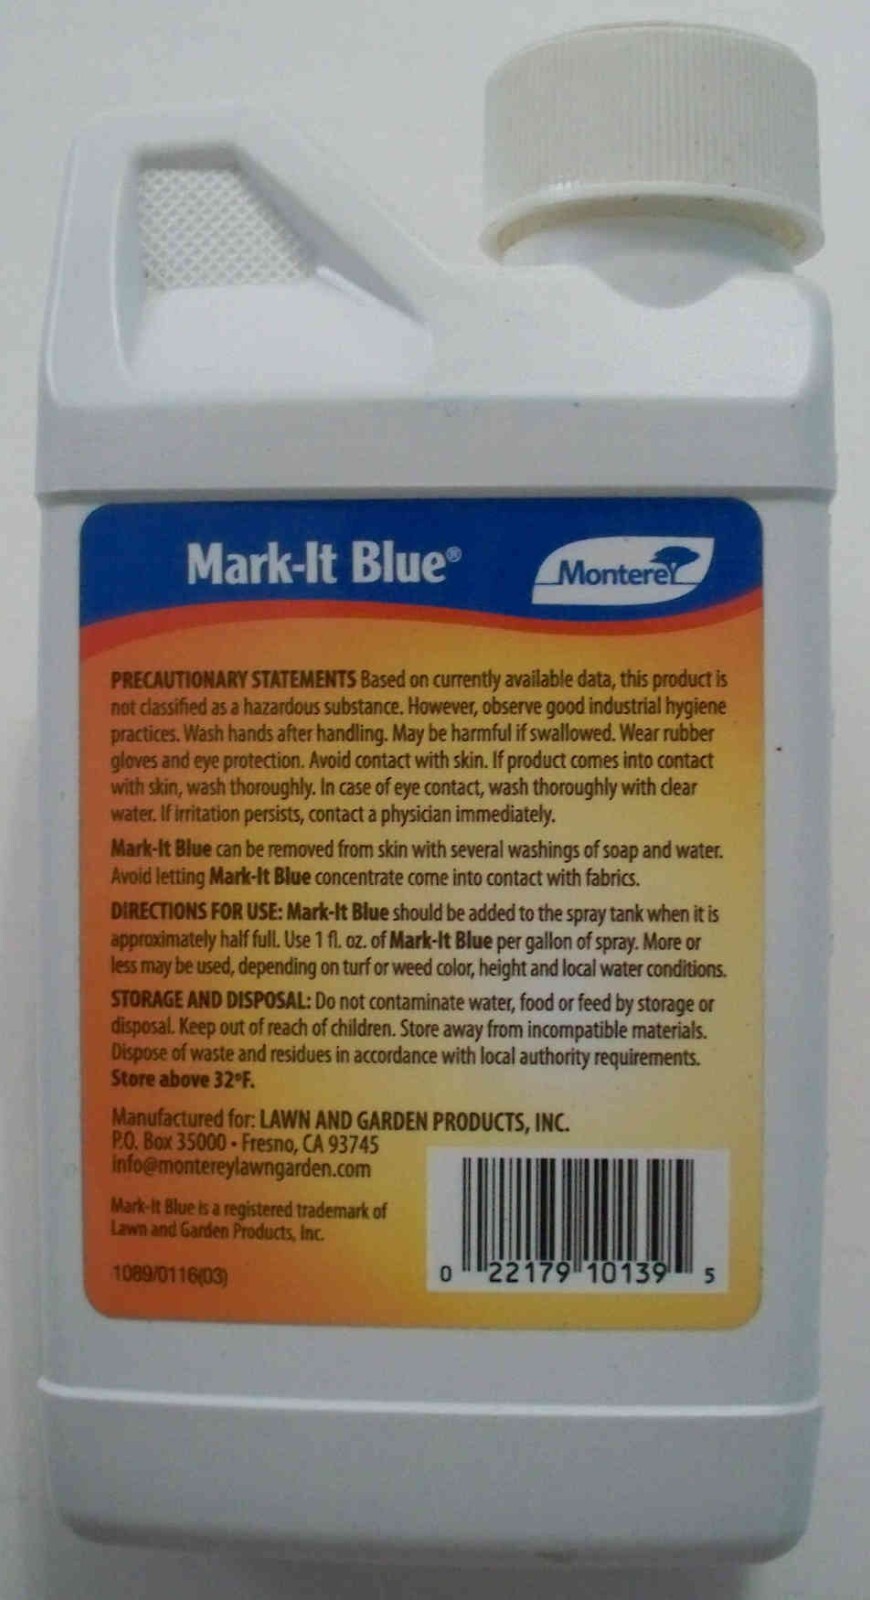 Mark-It Blue®
Monterey
PRECAUTIONARY STATEMENTS Based on currently available data, this product is
not classified as a hazardous substance. However, observe good industrial hygiene
practices. Wash hands after handling. May be harmful if swallowed. Wear rubber
gloves and eye protection. Avoid contact with skin. If product comes into contact
with skin, wash thoroughly. In case of eye contact, wash thoroughly with clear
water. If irritation persists, contact a physician immediately.
Mark-It Blue can be removed from skin with several washings of soap and water.
Avoid letting Mark-It Blue concentrate come into contact with fabrics.
DIRECTIONS FOR USE: Mark-It Blue should be added to the spray tank when it is
approximately half full. Use 1 fl. oz. of Mark-It Blue per gallon of spray. More or
less may be used, depending on turf or weed color, height and local water conditions.
STORAGE AND DISPOSAL: Do not contaminate water, food or feed by storage or
disposal. Keep out of reach of children. Store away from incompatible materials.
Dispose of waste and residues in accordance with local authority requirements.
Store above 32ºF.
Manufactured for: LAWN AND GARDEN PRODUCTS, INC.
P.O. Box 35000 • Fresno, CA 93745
info@montereylawngarden.com
Mark-It Blue is a registered trademark of
Lawn and Garden Products, Inc.
1089/0116(03)
0 22179 10139 5